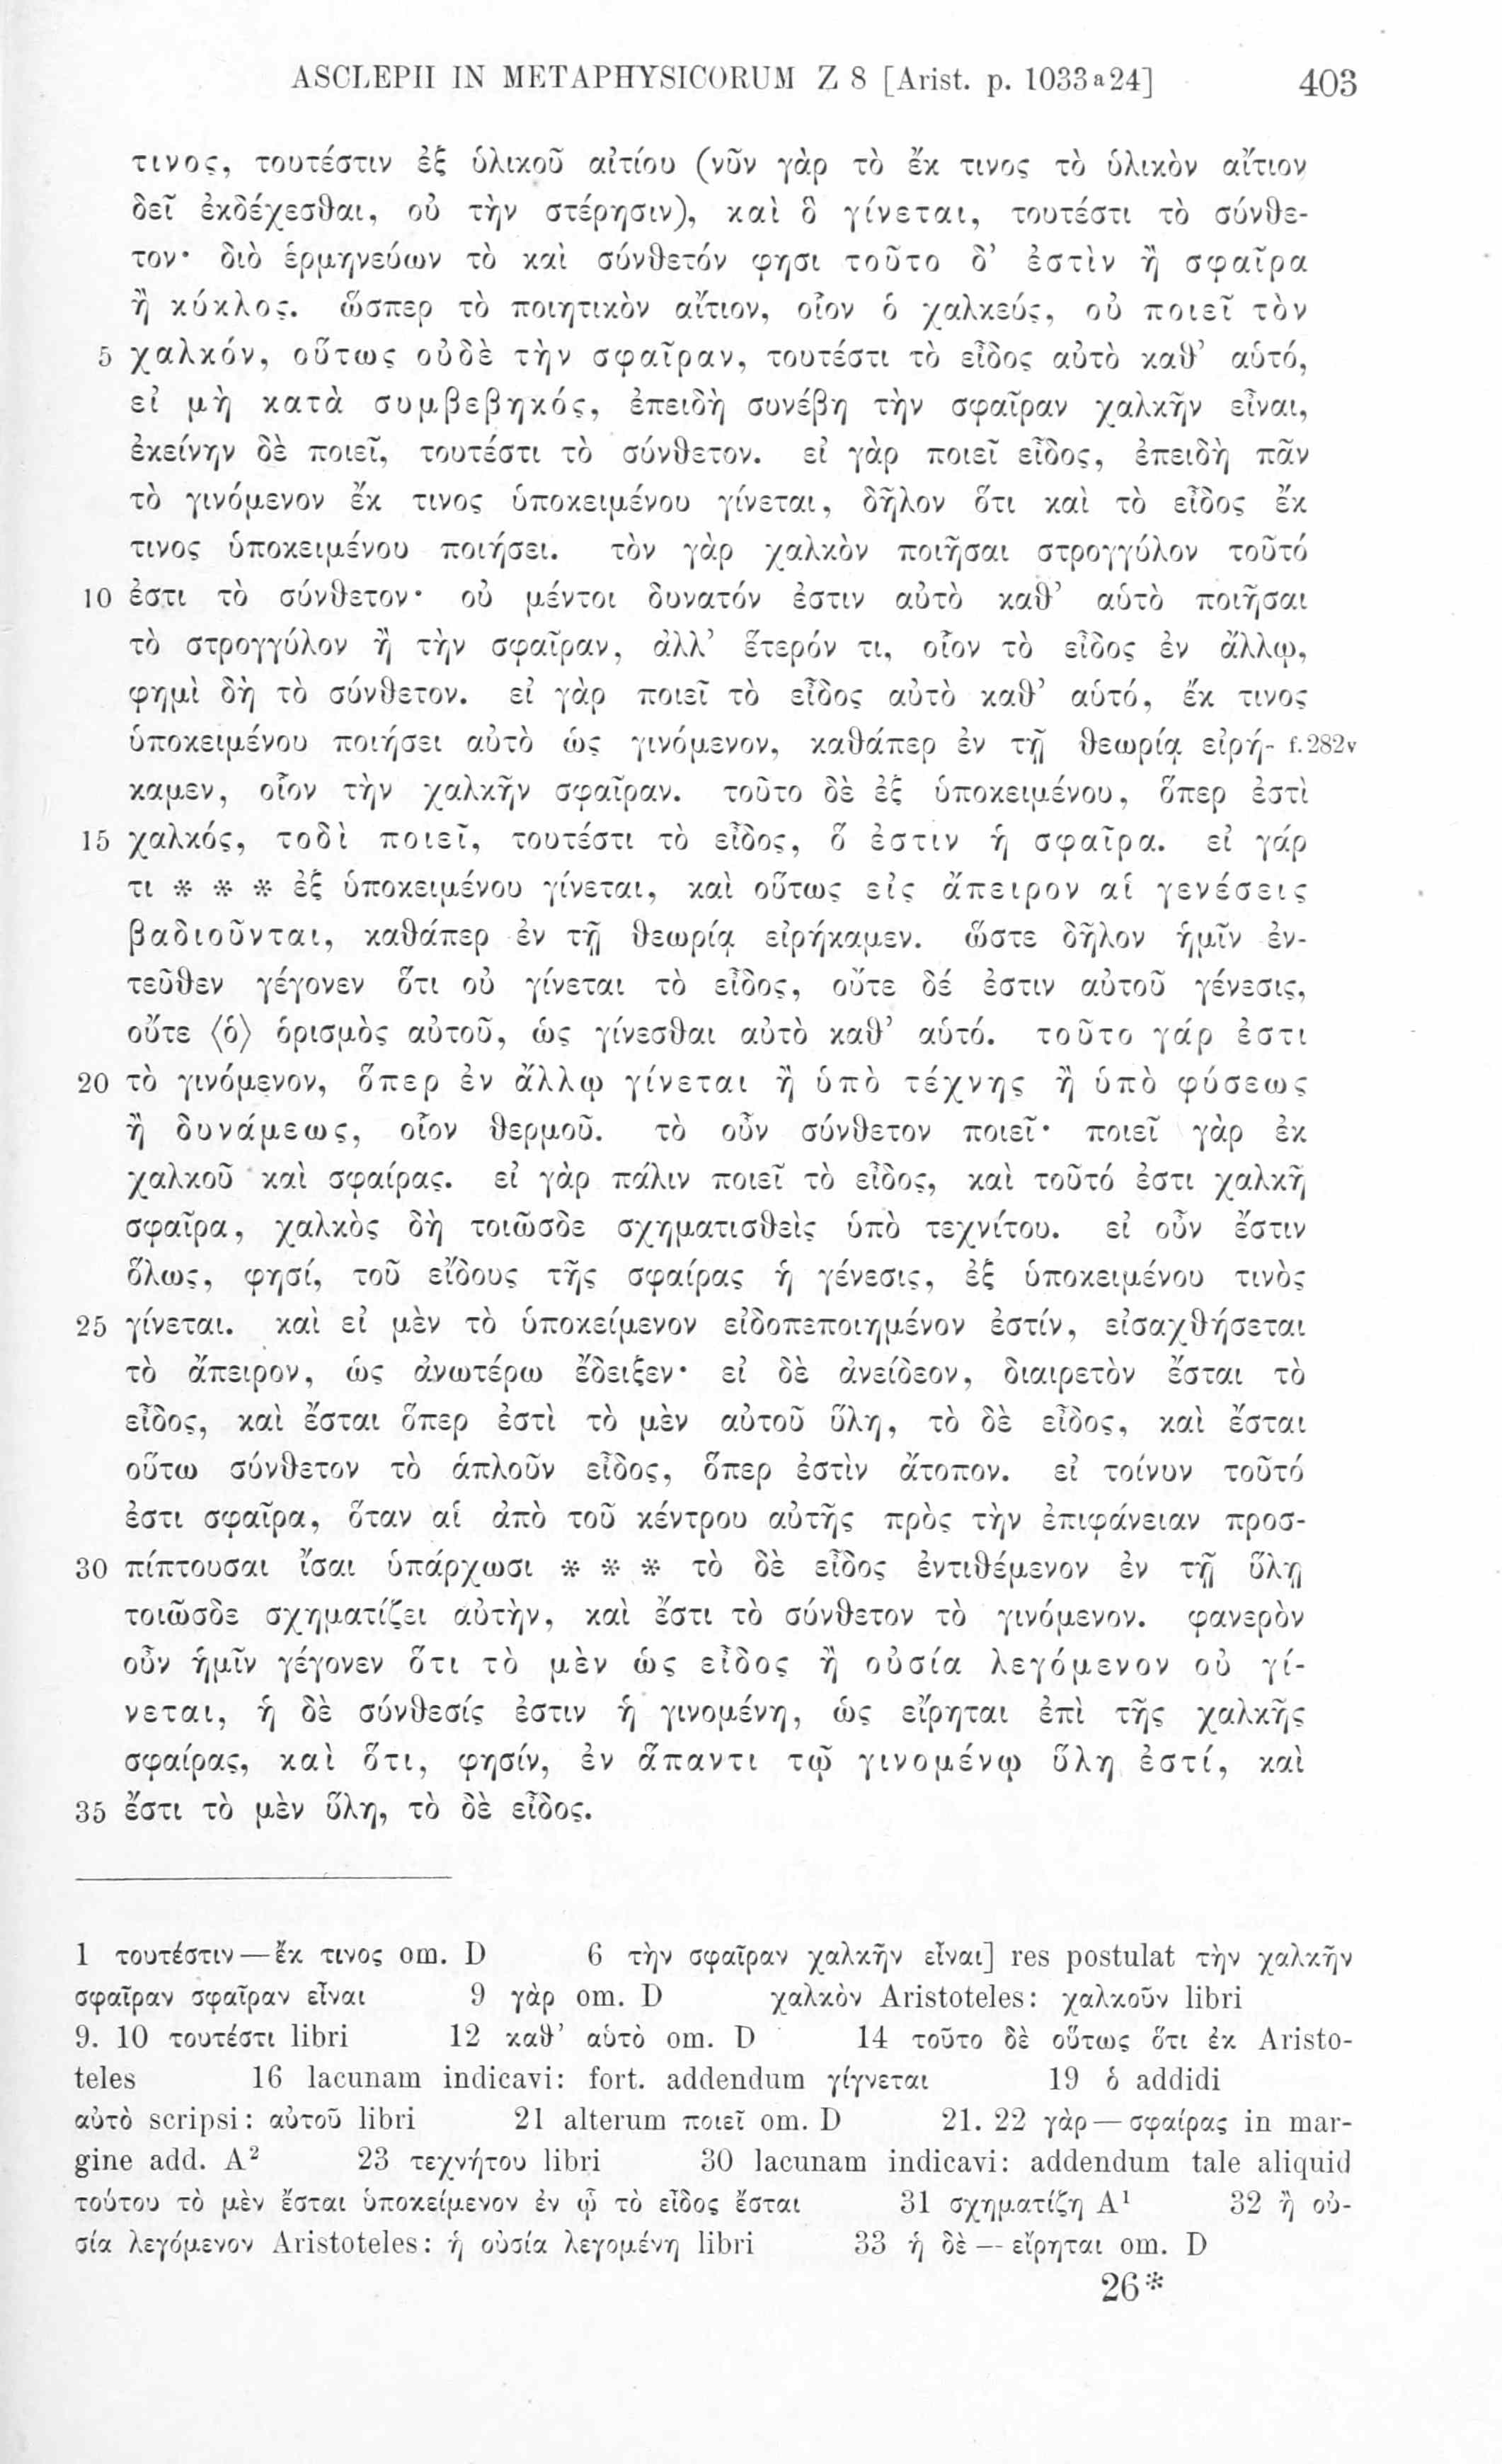 ASCLEPII IN METAPHYSICORUM Z 8 [Arist. p. 1033ᵃ24] 403
τινος, τουτέστιν ἐξ ὑλικοῦ αἰτίου (νῦν γὰρ τὸ ἔκ τινος τὸ ὑλικὸν αἴτιον
δεῖ ἐκδέχεσθαι, οὐ τὴν στέρησιν), καὶ ὃ γίνεται, τουτέστι τὸ σύνθε-
τον· διὸ ἑρμηνεύων τὸ καὶ σύνθετόν φησι τοῦτο δ’ ἐστὶν ἢ σφαῖρα
ἢ κύκλος. ὥσπερ τὸ ποιητικὸν αἴτιον, οἷον ὁ χαλκεύς, οὐ ποιεῖ τὸν
5 χαλκόν, οὕτως οὐδὲ τὴν σφαῖραν, τουτέστι τὸ εἶδος αὐτὸ καθ’ αὑτό,
εἰ μὴ κατὰ συμβεβηκός, ἐπειδὴ συνέβη τὴν σφαῖραν χαλκῆν εἶναι,
ἐκείνην δὲ ποιεῖ, τουτέστι τὸ σύνθετον. εἰ γὰρ ποιεῖ εἶδος, ἐπειδὴ πᾶν
τὸ γινόμενον ἔκ τινος ὑποκειμένου γίνεται, δῆλον ὅτι καὶ τὸ εἶδος ἔκ
τινος ὑποκειμένου ποιήσει. τὸν γὰρ χαλκὸν ποιῆσαι στρογγύλον τοῦτό
10 ἐστι τὸ σύνθετον· οὐ μέντοι δυνατόν ἐστιν αὐτὸ καθ’ αὑτὸ ποιῆσαι
τὸ στρογγύλον ἢ τὴν σφαῖραν, ἀλλ’ ἕτερόν τι, οἷον τὸ εἶδος ἐν ἄλλῳ,
φημὶ δὴ τὸ σύνθετον. εἰ γὰρ ποιεῖ τὸ εἶδος αὐτὸ καθ’ αὑτό, ἔκ τινος
ὑποκειμένου ποιήσει αὐτὸ ὡς γινόμενον, καθάπερ ἐν τῇ θεωρίᾳ εἰρή- f. 282v
καμεν, οἷον τὴν χαλκῆν σφαῖραν. τοῦτο δὲ ἐξ ὑποκειμένου, ὅπερ ἐστὶ
15 χαλκός, τοδὶ ποιεῖ, τουτέστι τὸ εἶδος, ὅ ἐστιν ἡ σφαῖρα. εἰ γάρ
τι * * * ἐξ ὑποκειμένου γίνεται, καὶ οὕτως εἰς ἄπειρον αἱ γενέσεις
βαδιοῦνται, καθάπερ ἐν τῇ θεωρίᾳ εἰρήκαμεν. ὥστε δῆλον ἡμῖν ἐν-
τεῦθεν γέγονεν ὅτι οὐ γίνεται τὸ εἶδος, οὔτε δέ ἐστιν αὐτοῦ γένεσις,
οὔτε ⟨ὁ⟩ ὁρισμὸς αὐτοῦ, ὡς γίνεσθαι αὐτὸ καθ’ αὑτό. τοῦτο γάρ ἐστι
20 τὸ γινόμενον, ὅπερ ἐν ἄλλῳ γίνεται ἢ ὑπὸ τέχνης ἢ ὑπὸ φύσεως
ἢ δυνάμεως, οἷον θερμοῦ. τὸ οὖν σύνθετον ποιεῖ· ποιεῖ γὰρ ἐκ
χαλκοῦ καὶ σφαίρας. εἰ γὰρ πάλιν ποιεῖ τὸ εἶδος, καὶ τοῦτό ἐστι χαλκῆ
σφαῖρα, χαλκὸς δὴ τοιῶσδε σχηματισθεὶς ὑπὸ τεχνίτου. εἰ οὖν ἔστιν
ὅλως, φησί, τοῦ εἴδους τῆς σφαίρας ἡ γένεσις, ἐξ ὑποκειμένου τινὸς
25 γίνεται. καὶ εἰ μὲν τὸ ὑποκείμενον εἰδοπεποιημένον ἐστίν, εἰσαχθήσεται
τὸ ἄπειρον, ὡς ἀνωτέρω ἔδειξεν· εἰ δὲ ἀνείδεον, διαιρετὸν ἔσται τὸ
εἶδος, καὶ ἔσται ὅπερ ἐστὶ τὸ μὲν αὐτοῦ ὕλη, τὸ δὲ εἶδος, καὶ ἔσται
οὕτω σύνθετον τὸ ἁπλοῦν εἶδος, ὅπερ ἐστὶν ἄτοπον. εἰ τοίνυν τοῦτό
ἐστι σφαῖρα, ὅταν αἱ ἀπὸ τοῦ κέντρου αὐτῆς πρὸς τὴν ἐπιφάνειαν προσ-
30 πίπτουσαι ἴσαι ὑπάρχωσι * * * τὸ δὲ εἶδος ἐντιθέμενον ἐν τῇ ὕλῃ
τοιῶσδε σχηματίζει αὐτὴν, καὶ ἔστι τὸ σύνθετον τὸ γινόμενον. φανερὸν
οὖν ἡμῖν γέγονεν ὅτι τὸ μὲν ὡς εἶδος ἢ οὐσία λεγόμενον οὐ γί-
νεται, ἡ δὲ σύνθεσίς ἐστιν ἡ γινομένη, ὡς εἴρηται ἐπὶ τῆς χαλκῆς
σφαίρας, καὶ ὅτι, φησίν, ἐν ἅπαντι τῷ γινομένῳ ὕλη ἐστί, καὶ
35 ἔστι τὸ μὲν ὕλη, τὸ δὲ εἶδος.
1 τουτέστιν — ἔκ τινος om. D 6 τὴν σφαῖραν χαλκῆν εἶναι] res postulat τὴν χαλκῆν
σφαῖραν σφαῖραν εἶναι 9 γὰρ om. D χαλκὸν Aristoteles: χαλκοῦν libri
9. 10 τουτέστι libri 12 καθ’ αὑτὸ om. D 14 τοῦτο δὲ οὕτως ὅτι ἐκ Aristo-
teles 16 lacunam indicavi: fort. addendum γίγνεται 19 ὁ addidi
αὐτὸ scripsi: αὐτοῦ libri 21 alterum ποιεῖ om. D 21. 22 γὰρ — σφαίρας in mar-
gine add. A² 23 τεχνήτου libri 30 lacunam indicavi: addendum tale aliquid
τούτου τὸ μὲν ἔσται ὑποκείμενον ἐν ᾧ τὸ εἶδος ἔσται 31 σχηματίζη A¹ 32 ἢ οὐ-
σία λεγόμενον Aristoteles: ἡ οὐσία λεγομένη libri 33 ἡ δὲ — εἴρηται om. D
26*